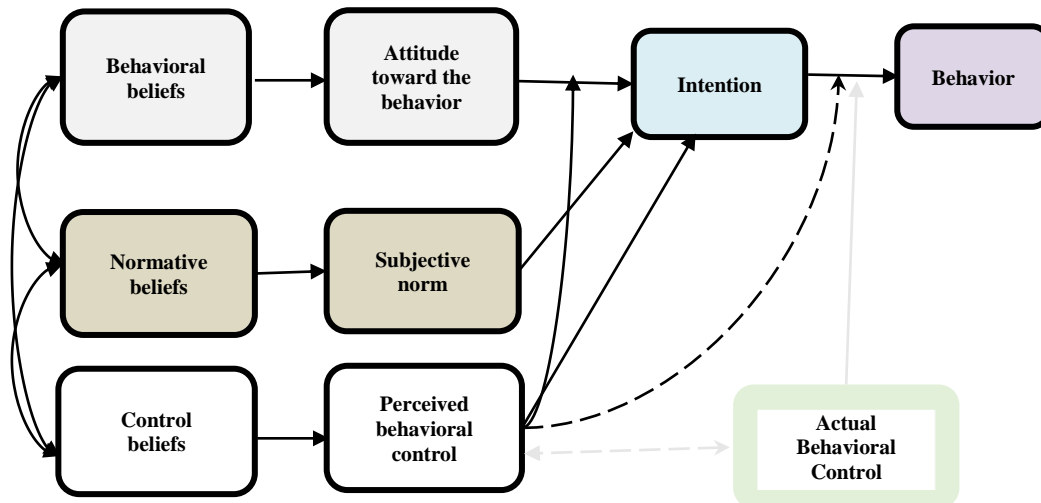 Behavioral
beliefs
Attitude
toward the
behavior
Intention
Behavior
Normative
beliefs
Subjective
norm
Control
beliefs
Perceived
behavioral
control
Actual
Behavioral
Control